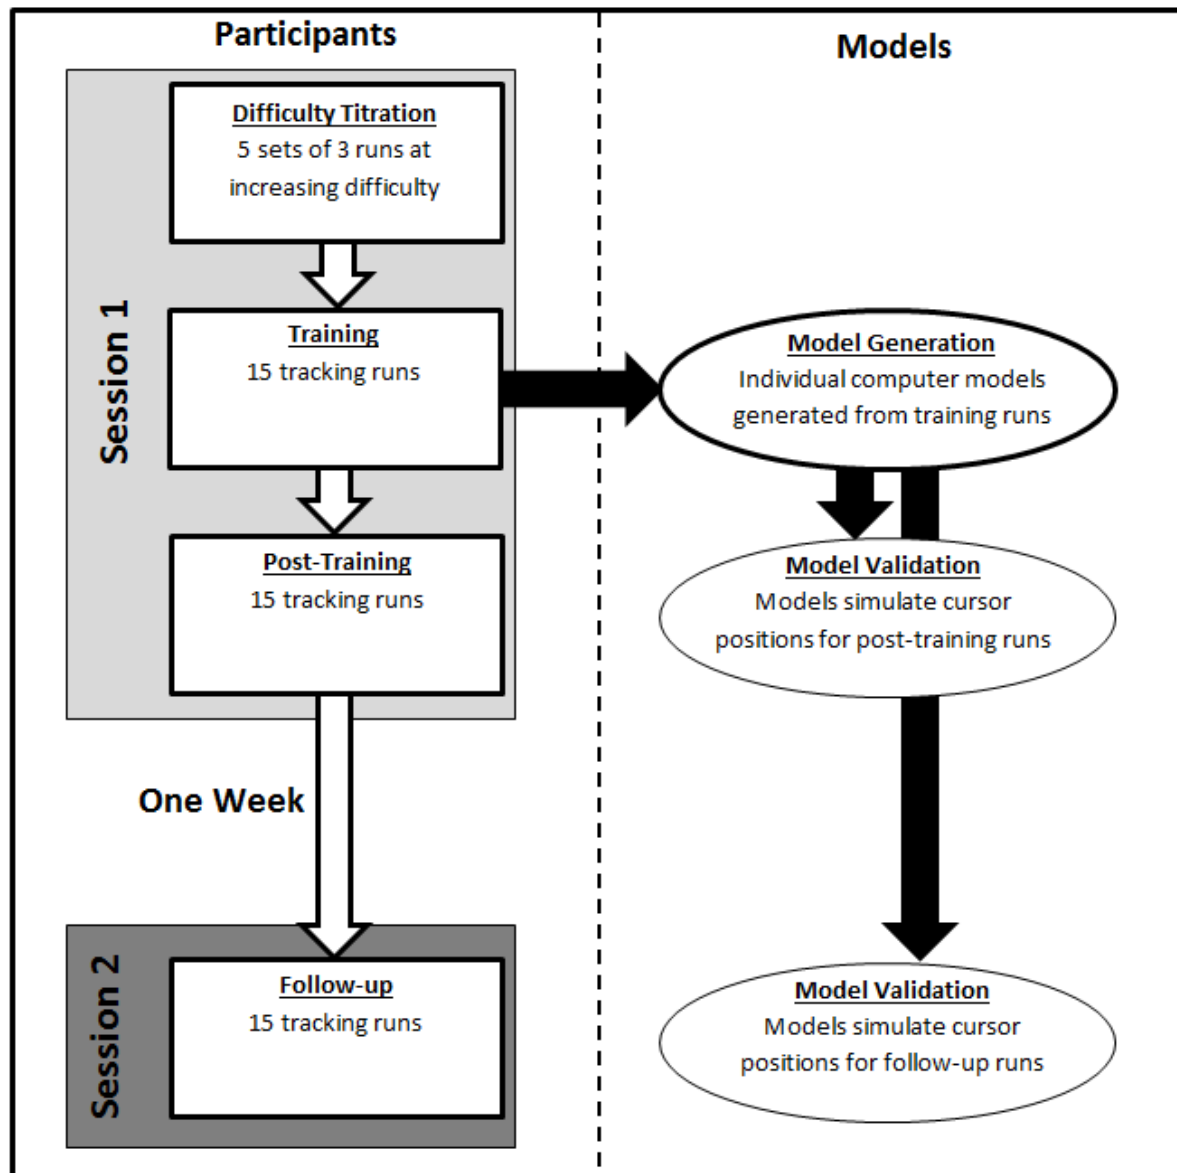 Participants
Models
Session 1
Difficulty Titration
5 sets of 3 runs at
increasing difficulty
Training
15 tracking runs
Model Generation
Individual computer models
generated from training runs
Post-Training
15 tracking runs
Model Validation
Models simulate cursor
positions for post-training runs
One Week
Session 2
Follow-up
15 tracking runs
Model Validation
Models simulate cursor
positions for follow-up runs